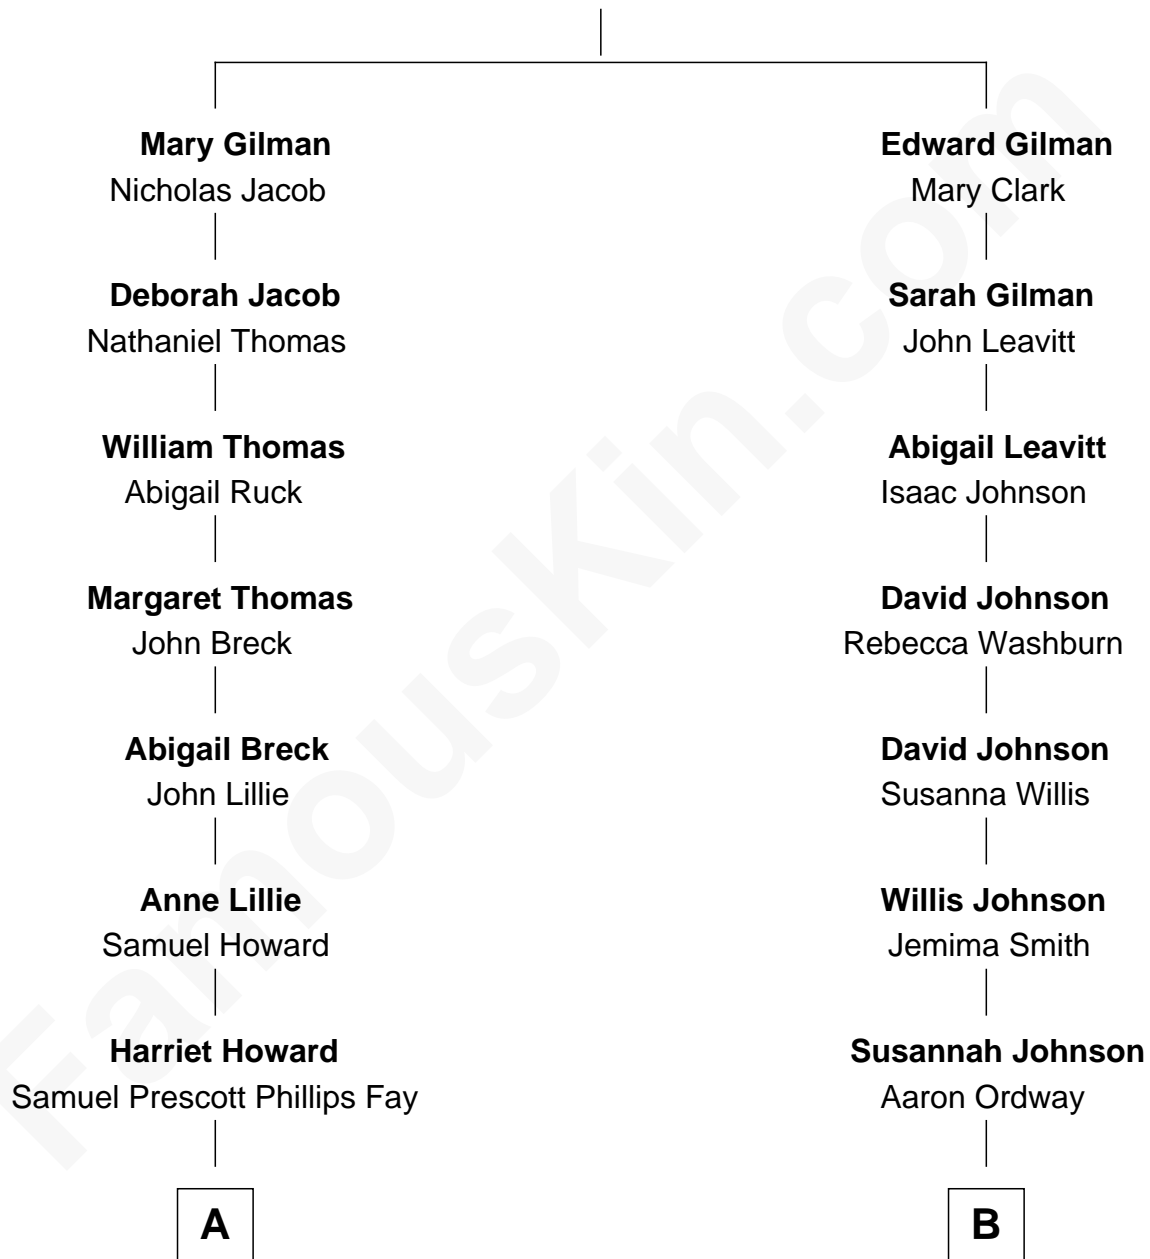 Mary Gilman
Nicholas Jacob
Deborah Jacob
Nathaniel Thomas
William Thomas
Abigail Ruck
Margaret Thomas
John Breck
Abigail Breck
John Lillie
Anne Lillie
Samuel Howard
Harriet Howard
Samuel Prescott Phillips Fay
A
Edward Gilman
Mary Clark
Sarah Gilman
John Leavitt
Abigail Leavitt
Isaac Johnson
David Johnson
Rebecca Washburn
David Johnson
Susanna Willis
Willis Johnson
Jemima Smith
Susannah Johnson
Aaron Ordway
B
FamousKin.com